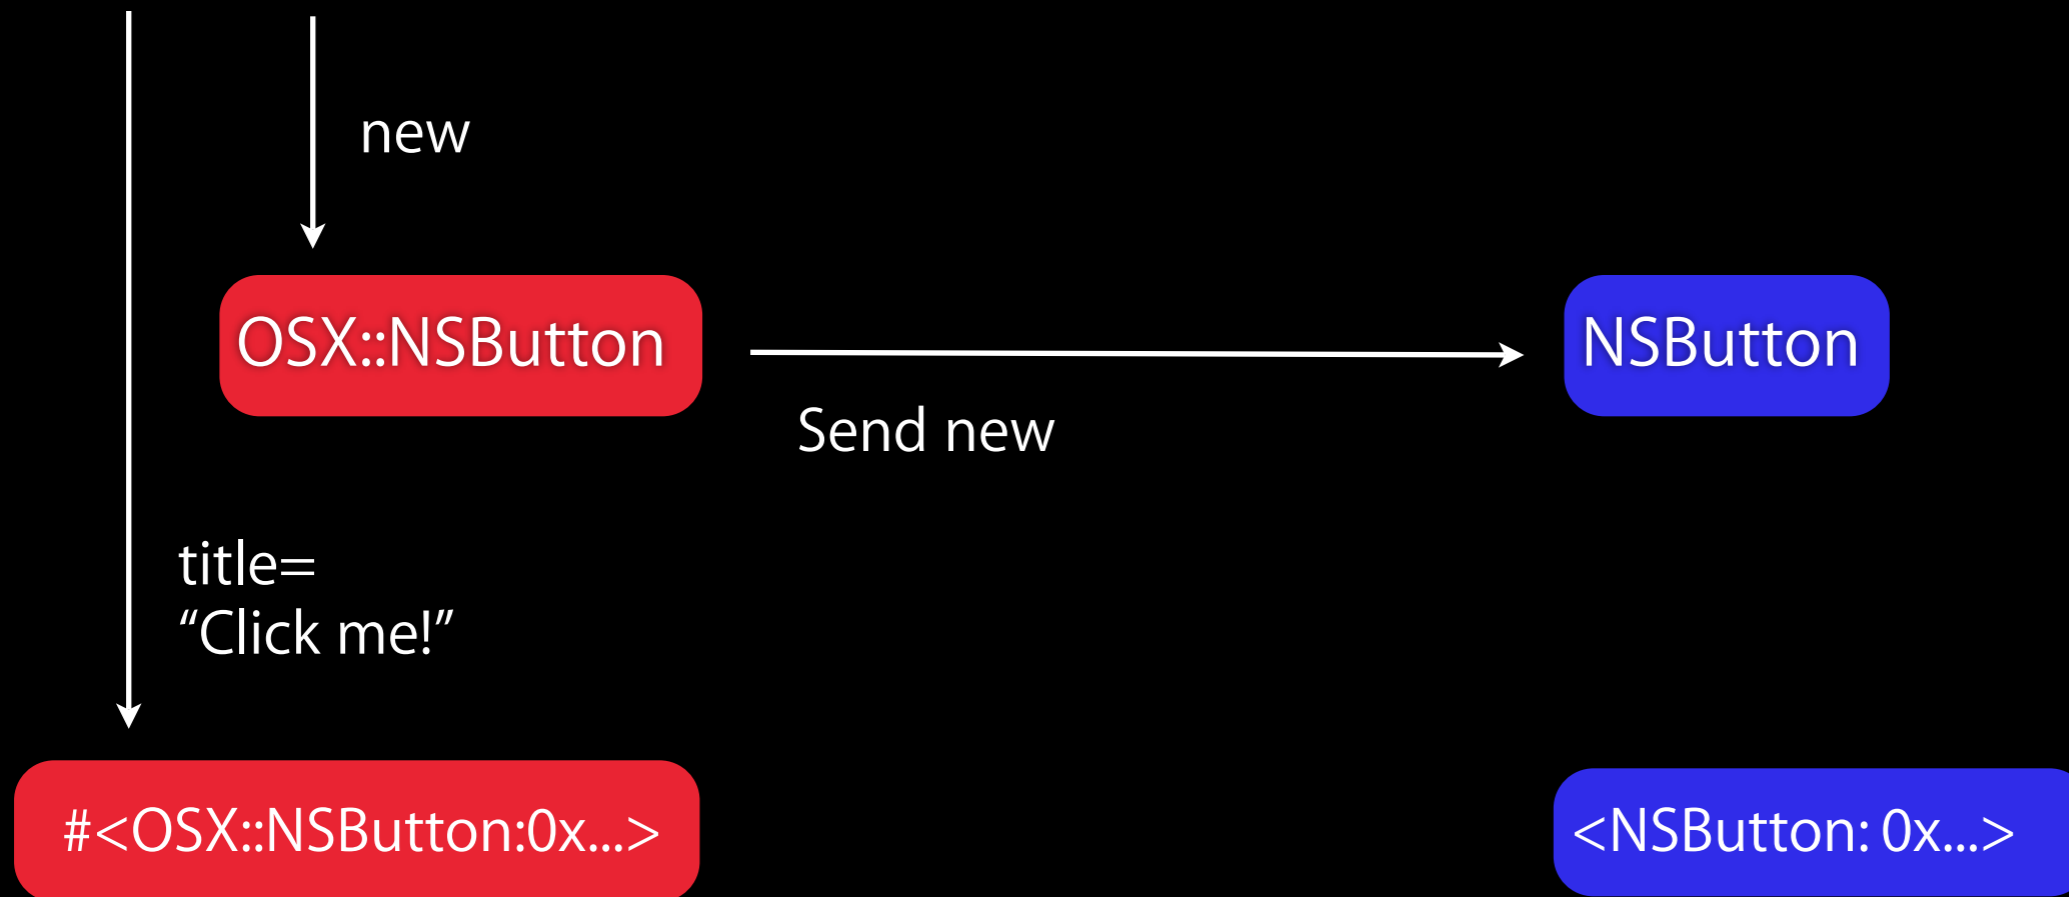 new
OSX::NSButton
NSButton
Send new
title=
“Click me!”
#<OSX::NSButton:0x...>
<NSButton: 0x...>